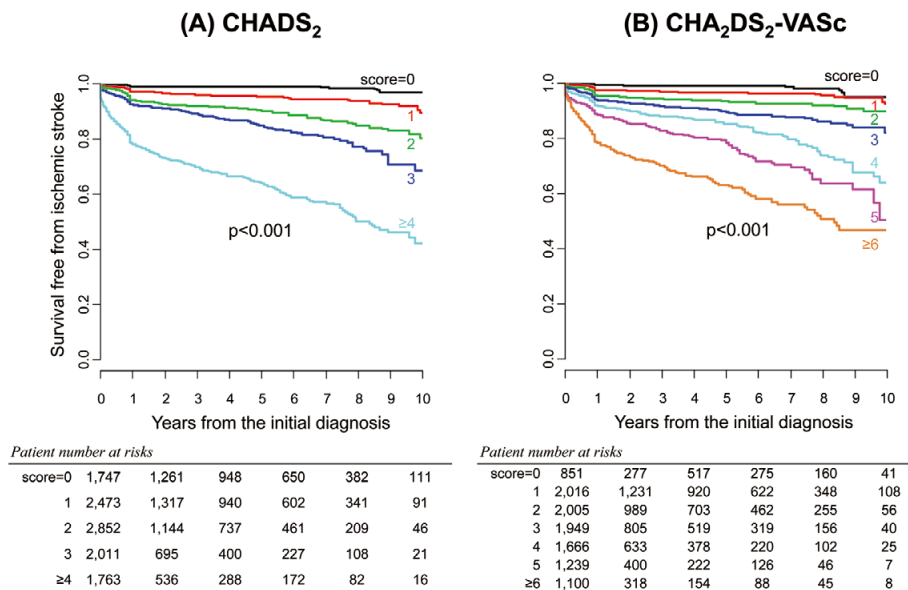 (A) CHADS₂
Survival free from ischemic stroke
1.0
0.8
0.6
0.4
0.2
0.0
score=0
1
2
3
≥4
p<0.001
0 1 2 3 4 5 6 7 8 9 10
Years from the initial diagnosis
Patient number at risks
score=0 1,747 1,261 948 650 382 111
1 2,473 1,317 940 602 341 91
2 2,852 1,144 737 461 209 46
3 2,011 695 400 227 108 21
≥4 1,763 536 288 172 82 16
(B) CHA₂DS₂-VASc
1.0
0.8
0.6
0.4
0.2
0.0
score=0
1
2
3
4
5
≥6
p<0.001
0 1 2 3 4 5 6 7 8 9 10
Years from the initial diagnosis
Patient number at risks
score=0 851 277 517 275 160 41
1 2,016 1,231 920 622 348 108
2 2,005 989 703 462 255 56
3 1,949 805 519 319 156 40
4 1,666 633 378 220 102 25
5 1,239 400 222 126 46 7
≥6 1,100 318 154 88 45 8